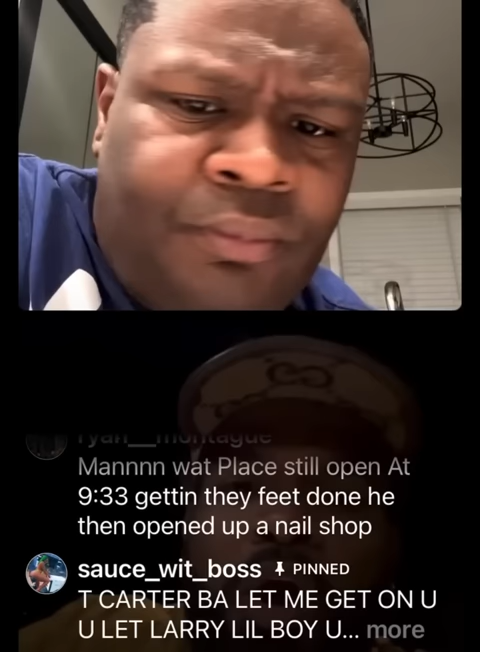 ryan__montague
Mannnn wat Place still open At
9:33 gettin they feet done he
then opened up a nail shop
sauce_wit_boss PINNED
T CARTER BA LET ME GET ON U
U LET LARRY LIL BOY U... more